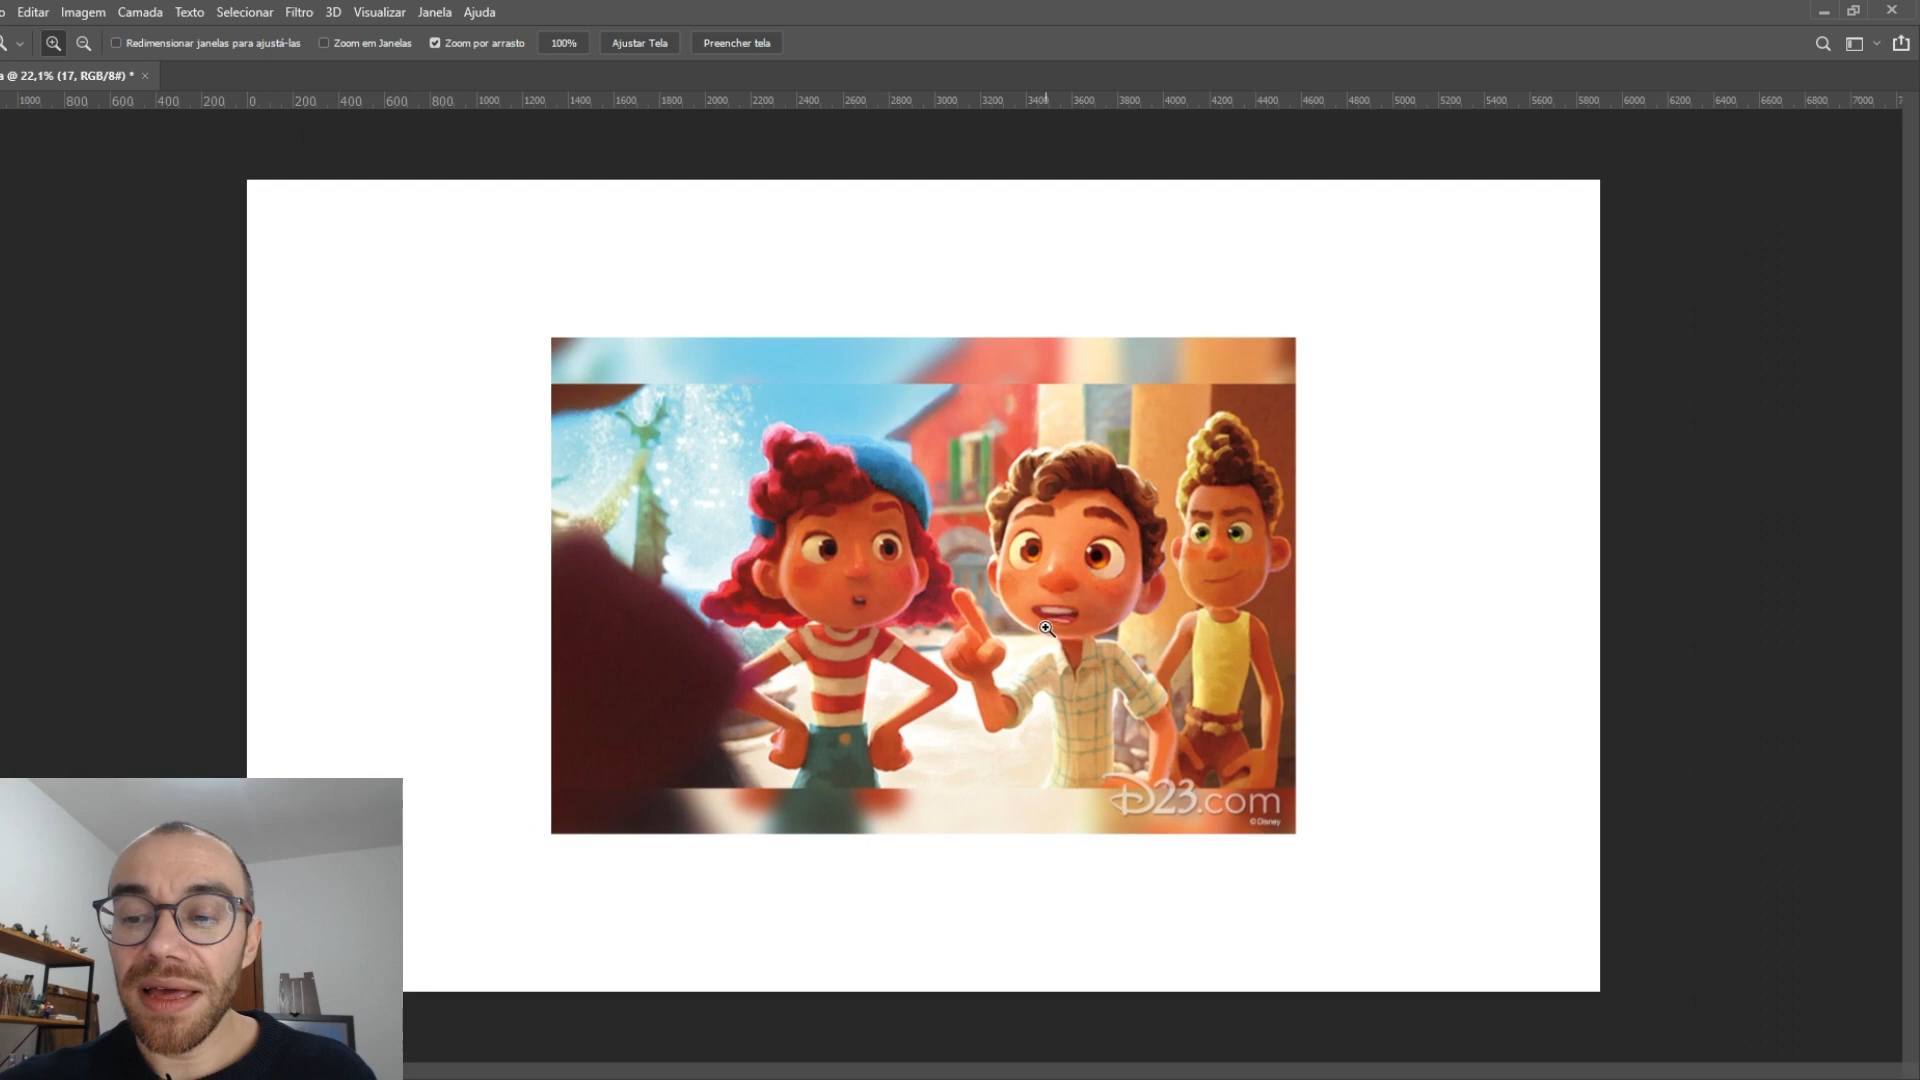 Editar Imagem Camada Texto Selecionar Filtro 3D Visualizar Janela Ajuda
Redimensionar janelas para ajustá-las Zoom em Janelas Zoom por arrasto 100% Ajustar Tela Preencher tela
a @ 22,1% (17, RGB/8#) * ×
1000 800 600 400 200 0 200 400 600 800 1000 1200 1400 1600 1800 2000 2200 2400 2600 2800 3000 3200 3400 3600 3800 4000 4200 4400 4600 4800 5000 5200 5400 5600 5800 6000 6200 6400 6600 6800 7000
D23.com
©Disney